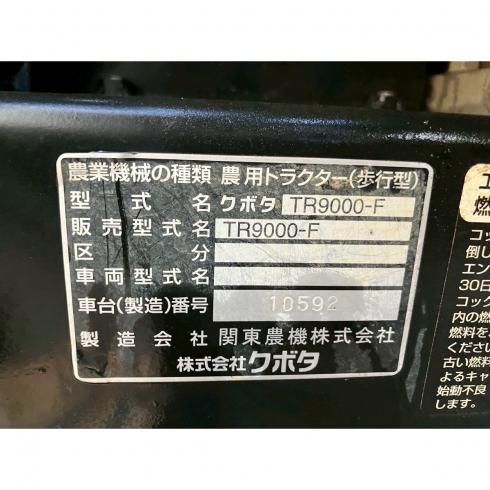 農業機械の種類 農用トラクター(歩行型)
型式名 クボタ TR9000-F
販売型式名 TR9000-F
区分
車両型式名
車台(製造)番号 10592
製造会社 関東農機株式会社
株式会社クボタ
コッ
倒し
エン
30日
コック
内の燃
燃料を
ください
古い燃料
よるキャ
始動不良
します。